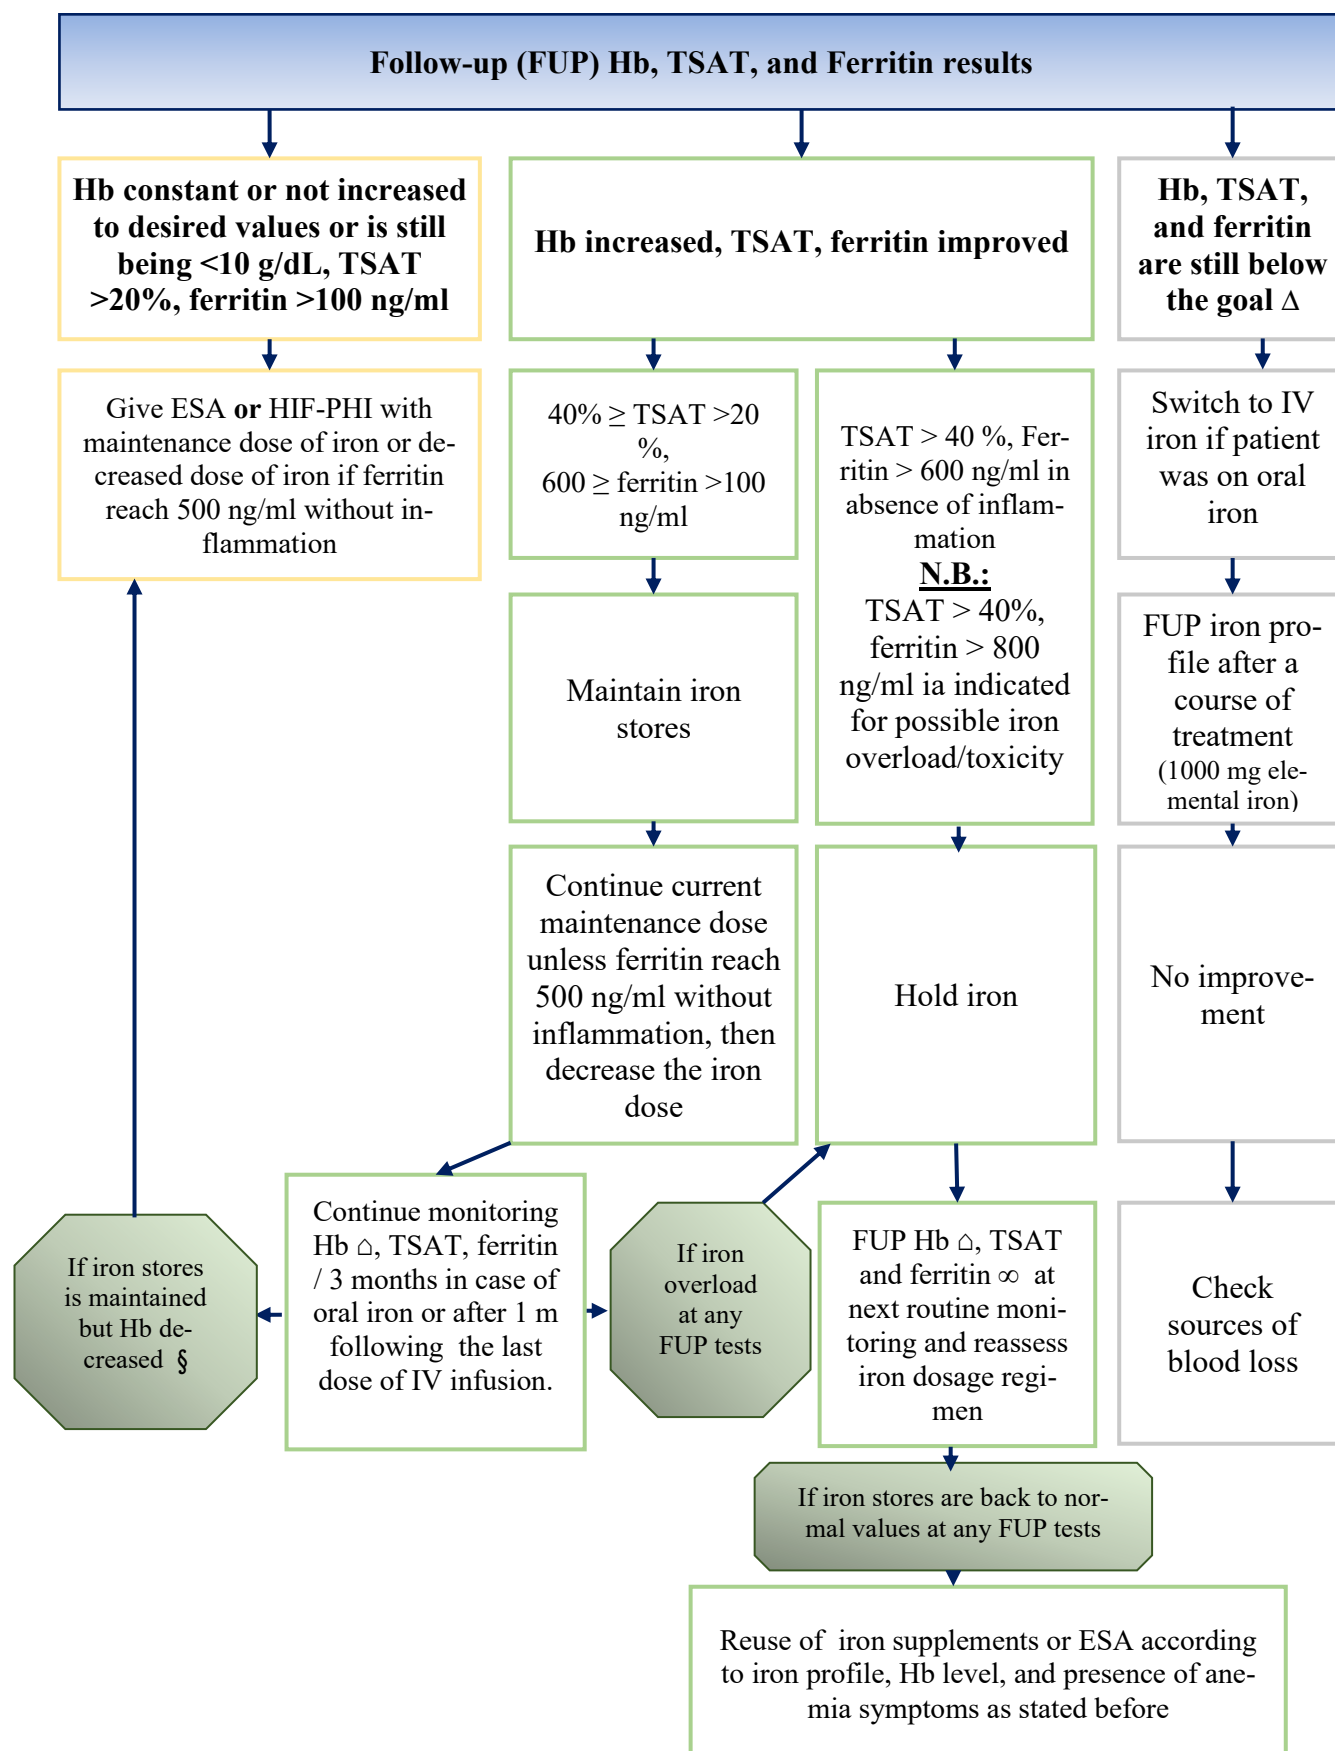 Follow-up (FUP) Hb, TSAT, and Ferritin results
Hb constant or not increased
to desired values or is still
being <10 g/dL, TSAT
>20%, ferritin >100 ng/ml
Hb increased, TSAT, ferritin improved
Hb, TSAT,
and ferritin
are still below
the goal ∆
Give ESA or HIF-PHI with
maintenance dose of iron or de-
creased dose of iron if ferritin
reach 500 ng/ml without in-
flammation
40% ≥ TSAT >20
%,
600 ≥ ferritin >100
ng/ml
TSAT > 40 %, Fer-
ritin > 600 ng/ml in
absence of inflam-
mation
N.B.:
TSAT > 40%,
ferritin > 800
ng/ml ia indicated
for possible iron
overload/toxicity
Switch to IV
iron if patient
was on oral
iron
Maintain iron
stores
FUP iron pro-
file after a
course of
treatment
(1000 mg ele-
mental iron)
Continue current
maintenance dose
unless ferritin reach
500 ng/ml without
inflammation, then
decrease the iron
dose
Hold iron
No improve-
ment
If iron stores
is maintained
but Hb de-
creased §
Continue monitoring
Hb ⌂, TSAT, ferritin
/ 3 months in case of
oral iron or after 1 m
following the last
dose of IV infusion.
If iron
overload
at any
FUP tests
FUP Hb ⌂, TSAT
and ferritin ∞ at
next routine moni-
toring and reassess
iron dosage regi-
men
Check
sources of
blood loss
If iron stores are back to nor-
mal values at any FUP tests
Reuse of iron supplements or ESA according
to iron profile, Hb level, and presence of ane-
mia symptoms as stated before